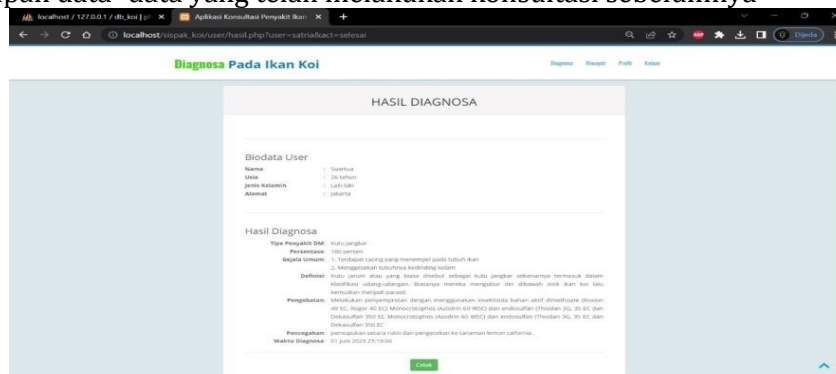 data- data yang telah melakukan konsultasi sebelumnya
localhost / 127.0.0.1 / db_koi | ph
Aplikasi Konsultasi Penyakit Ikan
localhost/sispak_koi/user/hasil.php?user=satria&act=selesai
Dijeda
Diagnosa Pada Ikan Koi
Diagnosa Riwayat Profil Keluar
HASIL DIAGNOSA
Biodata User
Nama :
Usia : 26 tahun
Jenis Kelamin : Laki-laki
Alamat : Jakarta
Hasil Diagnosa
Tipe Penyakit DM: Kutu jangkar
Persentase: 100 persen
Gejala Umum: 1. Terdapat cacing yang menempel pada tubuh ikan
2. Menggesekan tubuhnya kedinding kolam
Definisi: Kutu jarum atau yang biasa disebut sebagai kutu jangkar sebenarnya termasuk dalam
klasifikasi udang-udangan. Biasanya mereka mengubur diri dibawah sisik ikan koi lalu
kemudian menjadi parasit.
Pengobatan: Melakukan penyemprotan dengan menggunakan insektisida bahan aktif dimethoate
40 EC, Rogor 40 EC); Monocrotophos (Azodrin 60 WSC) dan endosulfan (Thiodan 3G, 35 EC dan
Dekasulfan 350 EC Monocrotophos (Azodrin 60 WSC) dan endosulfan (Thiodan 3G, 35 EC dan
Dekasulfan 350 EC
Pencegahan: pemupukan secara rutin dan pengecekan ke tanaman lemon california.
Waktu Diagnosa: 01 Juni 2023
Cetak